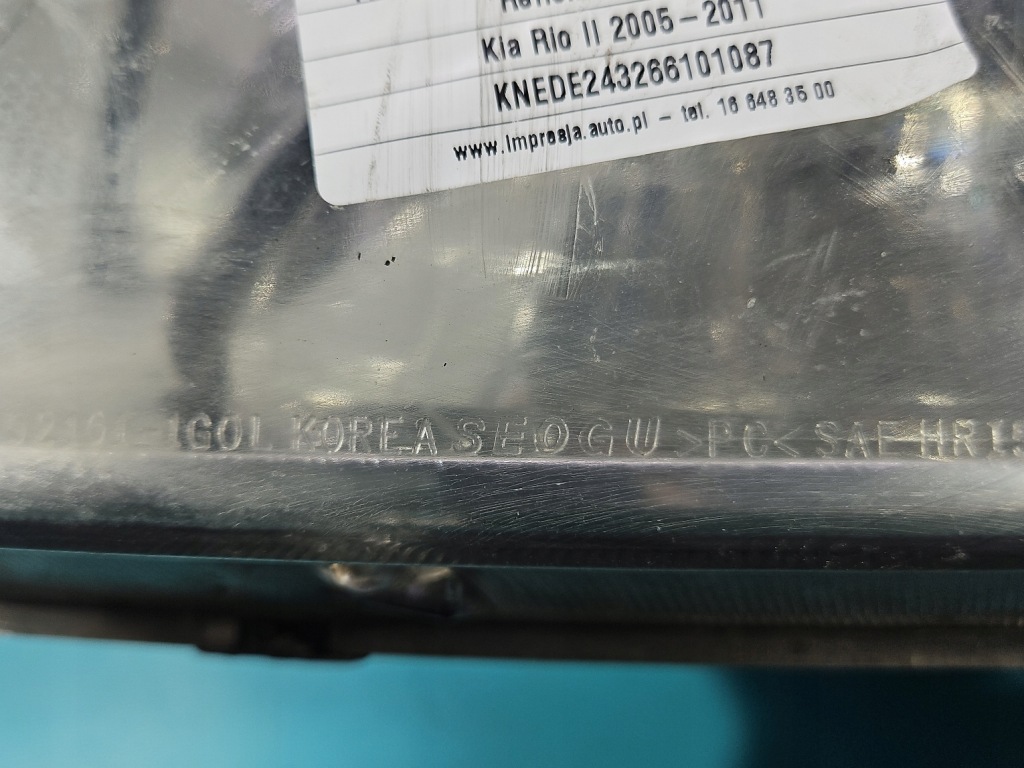 Kia Rio II 2005-2011
KNEDE243266101087
www.impresja.auto.pl - tel. 16 648 35 00
KOREA SEOGU >PC< SAE HR